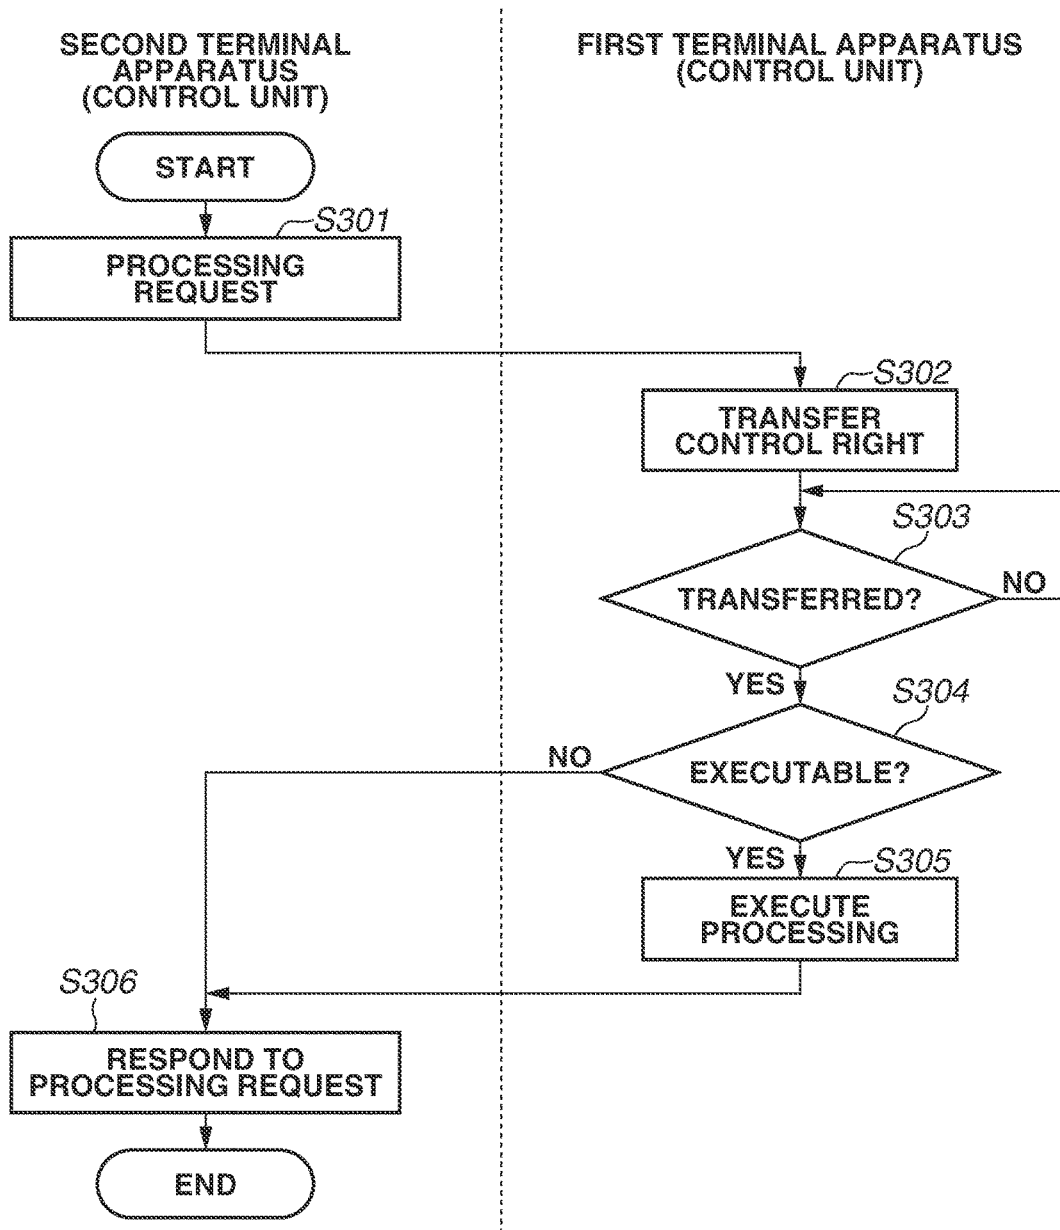 SECOND TERMINAL
APPARATUS
(CONTROL UNIT)
FIRST TERMINAL APPARATUS
(CONTROL UNIT)
START
S301
PROCESSING
REQUEST
S302
TRANSFER
CONTROL RIGHT
S303
TRANSFERRED?
NO
YES
S304
NO
EXECUTABLE?
YES
S305
EXECUTE
PROCESSING
S306
RESPOND TO
PROCESSING REQUEST
END